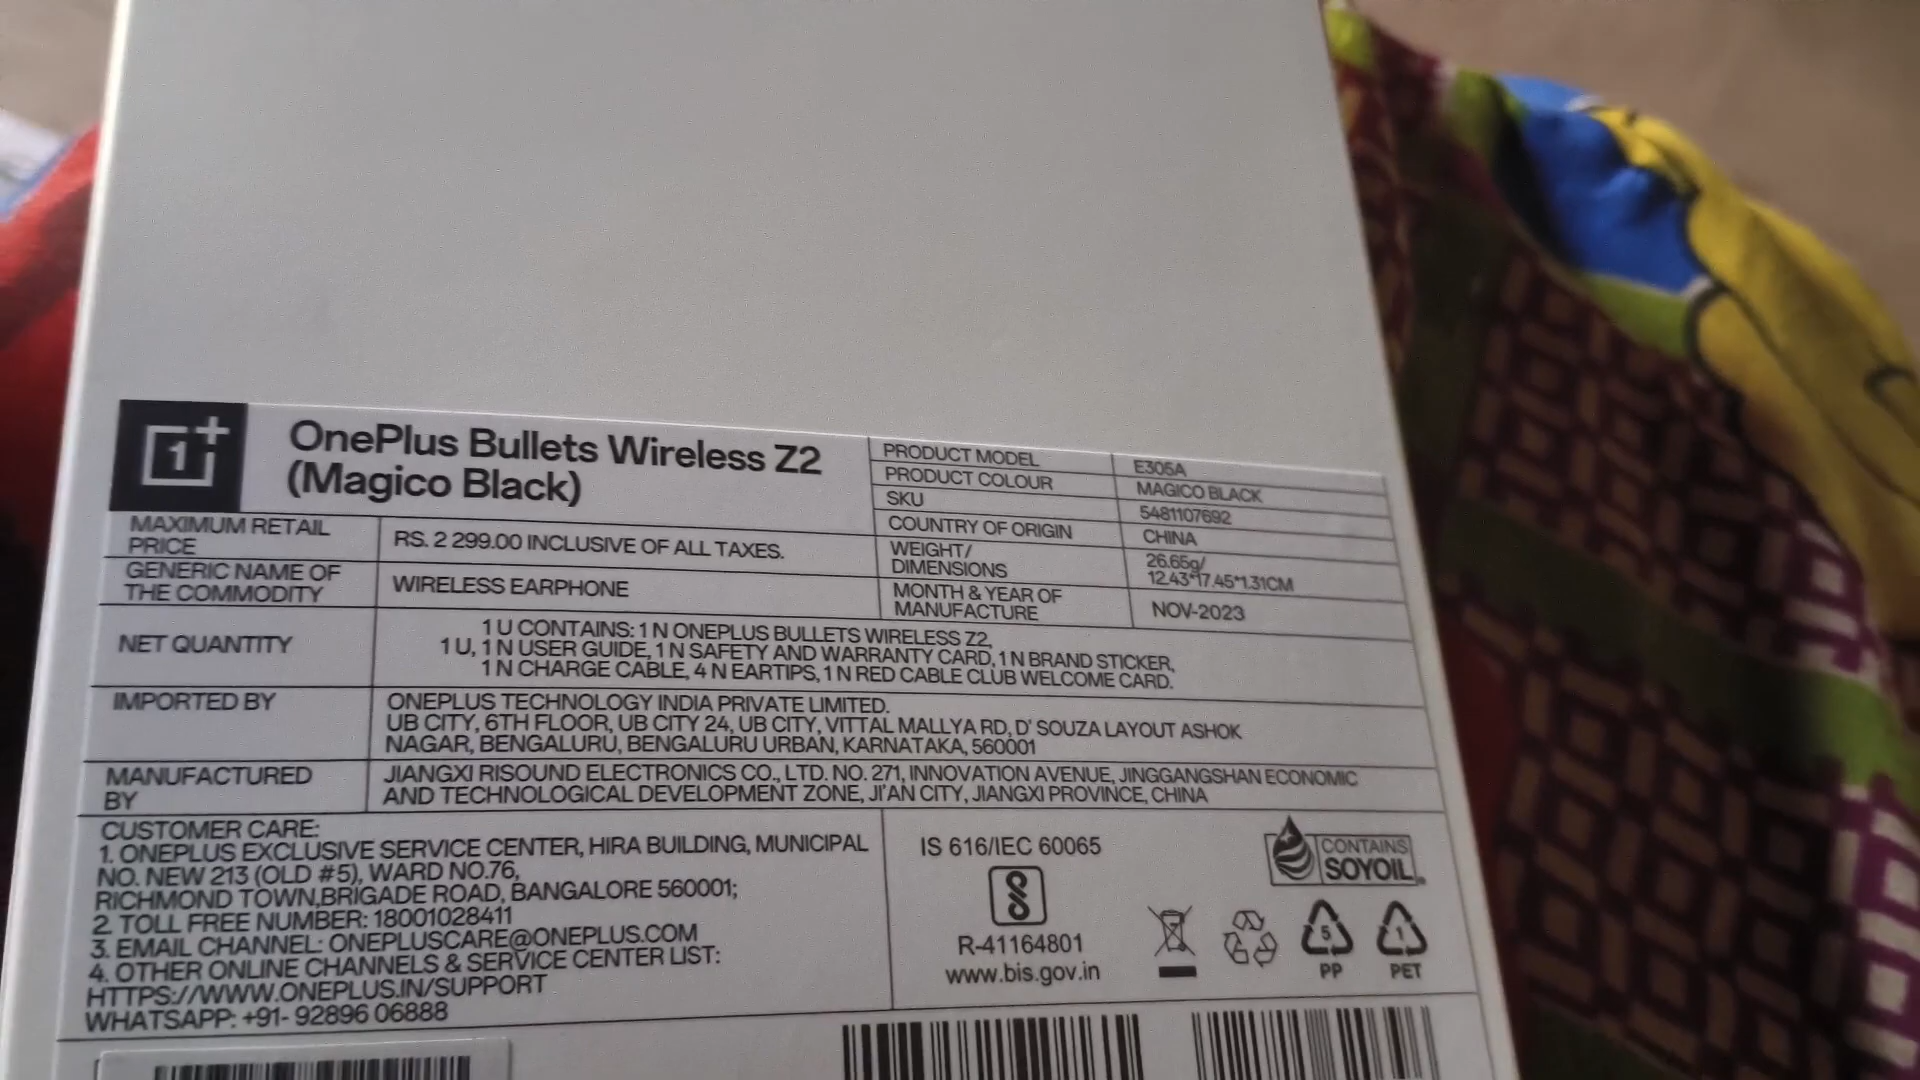 OnePlus Bullets Wireless Z2
(Magico Black)
PRODUCT MODEL E305A
PRODUCT COLOUR MAGICO BLACK
SKU 5481107692
COUNTRY OF ORIGIN CHINA
WEIGHT/
DIMENSIONS
26.65g/
12.43*17.45*1.31CM
MONTH & YEAR OF
MANUFACTURE
NOV-2023
MAXIMUM RETAIL
PRICE
RS. 2 299.00 INCLUSIVE OF ALL TAXES.
GENERIC NAME OF
THE COMMODITY
WIRELESS EARPHONE
NET QUANTITY
1 U CONTAINS: 1 N ONEPLUS BULLETS WIRELESS Z2,
1 U, 1 N USER GUIDE, 1 N SAFETY AND WARRANTY CARD, 1 N BRAND STICKER,
1 N CHARGE CABLE, 4 N EARTIPS, 1 N RED CABLE CLUB WELCOME CARD.
IMPORTED BY
ONEPLUS TECHNOLOGY INDIA PRIVATE LIMITED.
UB CITY, 6TH FLOOR, UB CITY 24, UB CITY, VITTAL MALLYA RD, D' SOUZA LAYOUT ASHOK
NAGAR, BENGALURU, BENGALURU URBAN, KARNATAKA, 560001
MANUFACTURED
BY
JIANGXI RISOUND ELECTRONICS CO., LTD. NO. 271, INNOVATION AVENUE, JINGGANGSHAN ECONOMIC
AND TECHNOLOGICAL DEVELOPMENT ZONE, JI'AN CITY, JIANGXI PROVINCE, CHINA
CUSTOMER CARE:
1. ONEPLUS EXCLUSIVE SERVICE CENTER, HIRA BUILDING, MUNICIPAL
NO. NEW 213 (OLD #5), WARD NO.76,
RICHMOND TOWN,BRIGADE ROAD, BANGALORE 560001;
2. TOLL FREE NUMBER: 18001028411
3. EMAIL CHANNEL: ONEPLUSCARE@ONEPLUS.COM
4. OTHER ONLINE CHANNELS & SERVICE CENTER LIST:
HTTPS://WWW.ONEPLUS.IN/SUPPORT
WHATSAPP: +91- 92896 06888
IS 616/IEC 60065
R-41164801
www.bis.gov.in
CONTAINS
SOYOIL
5
PP
1
PET